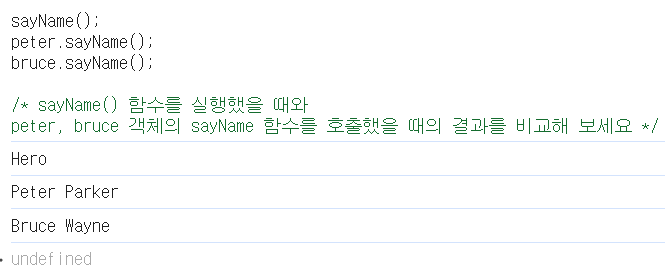 sayName();
peter.sayName();
bruce.sayName();
/* sayName() 함수를 실행했을 때와
peter, bruce 객체의 sayName 함수를 호출했을 때의 결과를 비교해 보세요 */
Hero
Peter Parker
Bruce Wayne
undefined